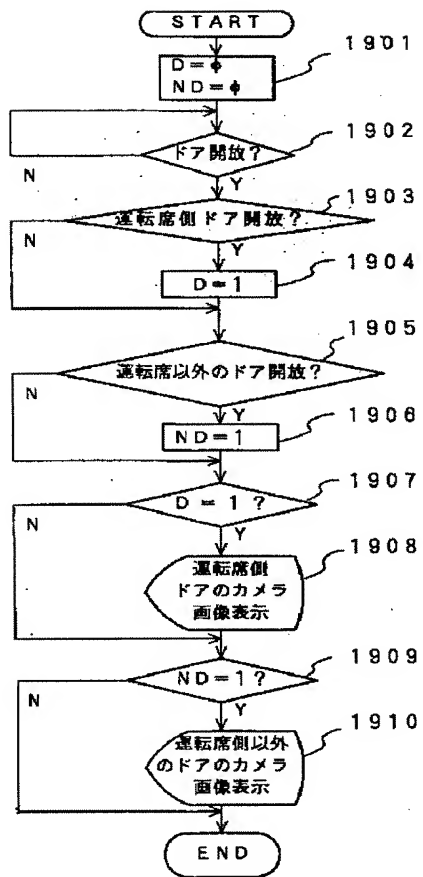 START
1901
D=φ
ND=φ
1902
ドア開放?
N
Y
1903
運転席側ドア開放?
N
Y
1904
D=1
1905
運転席以外のドア開放?
N
Y
1906
ND=1
1907
D=1?
N
Y
1908
運転席側
ドアのカメラ
画像表示
1909
ND=1?
N
Y
1910
運転席側以外
のドアのカメラ
画像表示
END